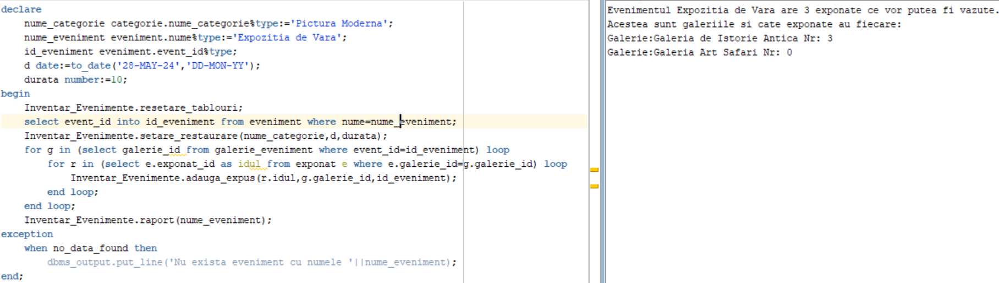 declare
    nume_categorie categorie.nume_categorie%type:='Pictura Moderna';
    nume_eveniment eveniment.nume%type:='Expozitia de Vara';
    id_eveniment eveniment.event_id%type;
    d date:=to_date('28-MAY-24','DD-MON-YY');
    durata number:=10;
begin
    Inventar_Evenimente.resetare_tablouri;
    select event_id into id_eveniment from eveniment where nume=nume_eveniment;
    Inventar_Evenimente.setare_restaurare(nume_categorie,d,durata);
    for g in (select galerie_id from galerie_eveniment where event_id=id_eveniment) loop
        for r in (select e.exponat_id as idul from exponat e where e.galerie_id=g.galerie_id) loop
            Inventar_Evenimente.adauga_expus(r.idul,g.galerie_id,id_eveniment);
        end loop;
    end loop;
    Inventar_Evenimente.raport(nume_eveniment);
exception
    when no_data_found then
        dbms_output.put_line('Nu exista eveniment cu numele '||nume_eveniment);
end;
Evenimentul Expozitia de Vara are 3 exponate ce vor putea fi vazute.
Acestea sunt galeriile si cate exponate au fiecare:
Galerie:Galeria de Istorie Antica Nr: 3
Galerie:Galeria Art Safari Nr: 0